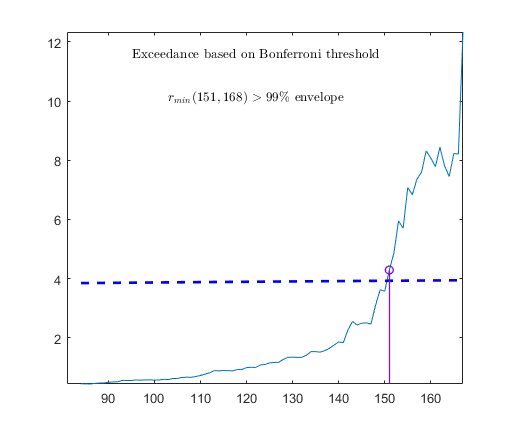 Exceedance based on Bonferroni threshold
r_min(151, 168) > 99% envelope
12
10
8
6
4
2
90 100 110 120 130 140 150 160